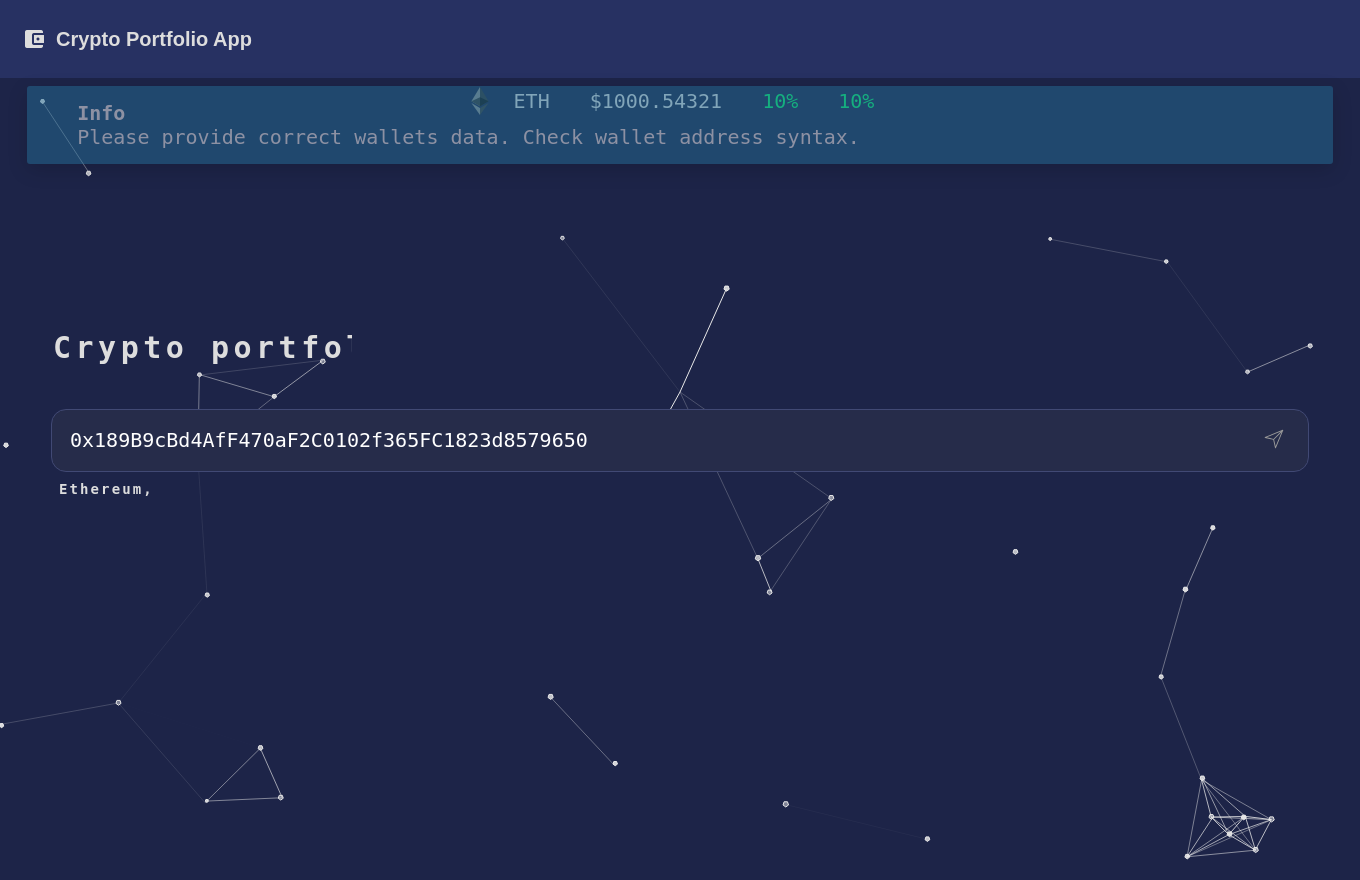 Crypto Portfolio App
ETH $1000.54321 10% 10%
Info
Please provide correct wallets data. Check wallet address syntax.
Crypto portfo
0x189B9cBd4AfF470aF2C0102f365FC1823d8579650
Ethereum,